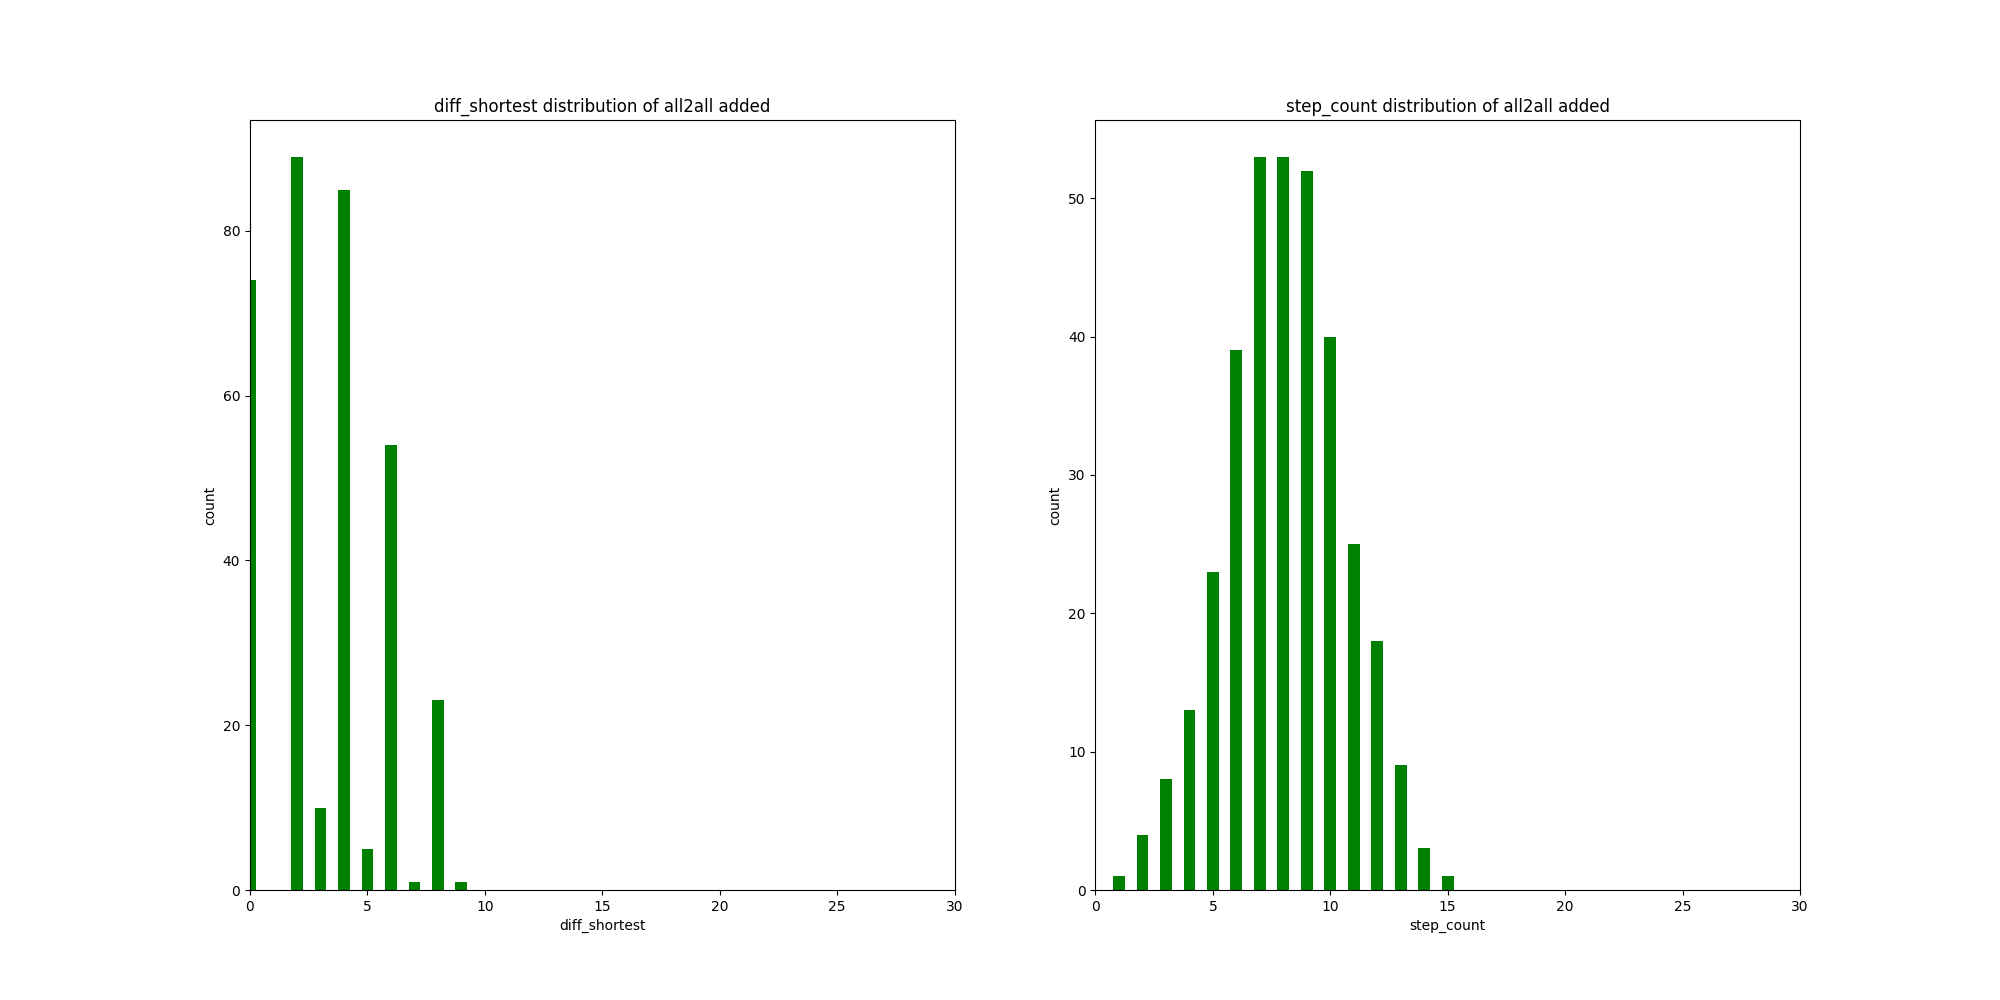 diff_shortest distribution of all2all added
80
60
40
20
0
count
0 5 10 15 20 25 30
diff_shortest
step_count distribution of all2all added
50
40
30
20
10
0
count
0 5 10 15 20 25 30
step_count